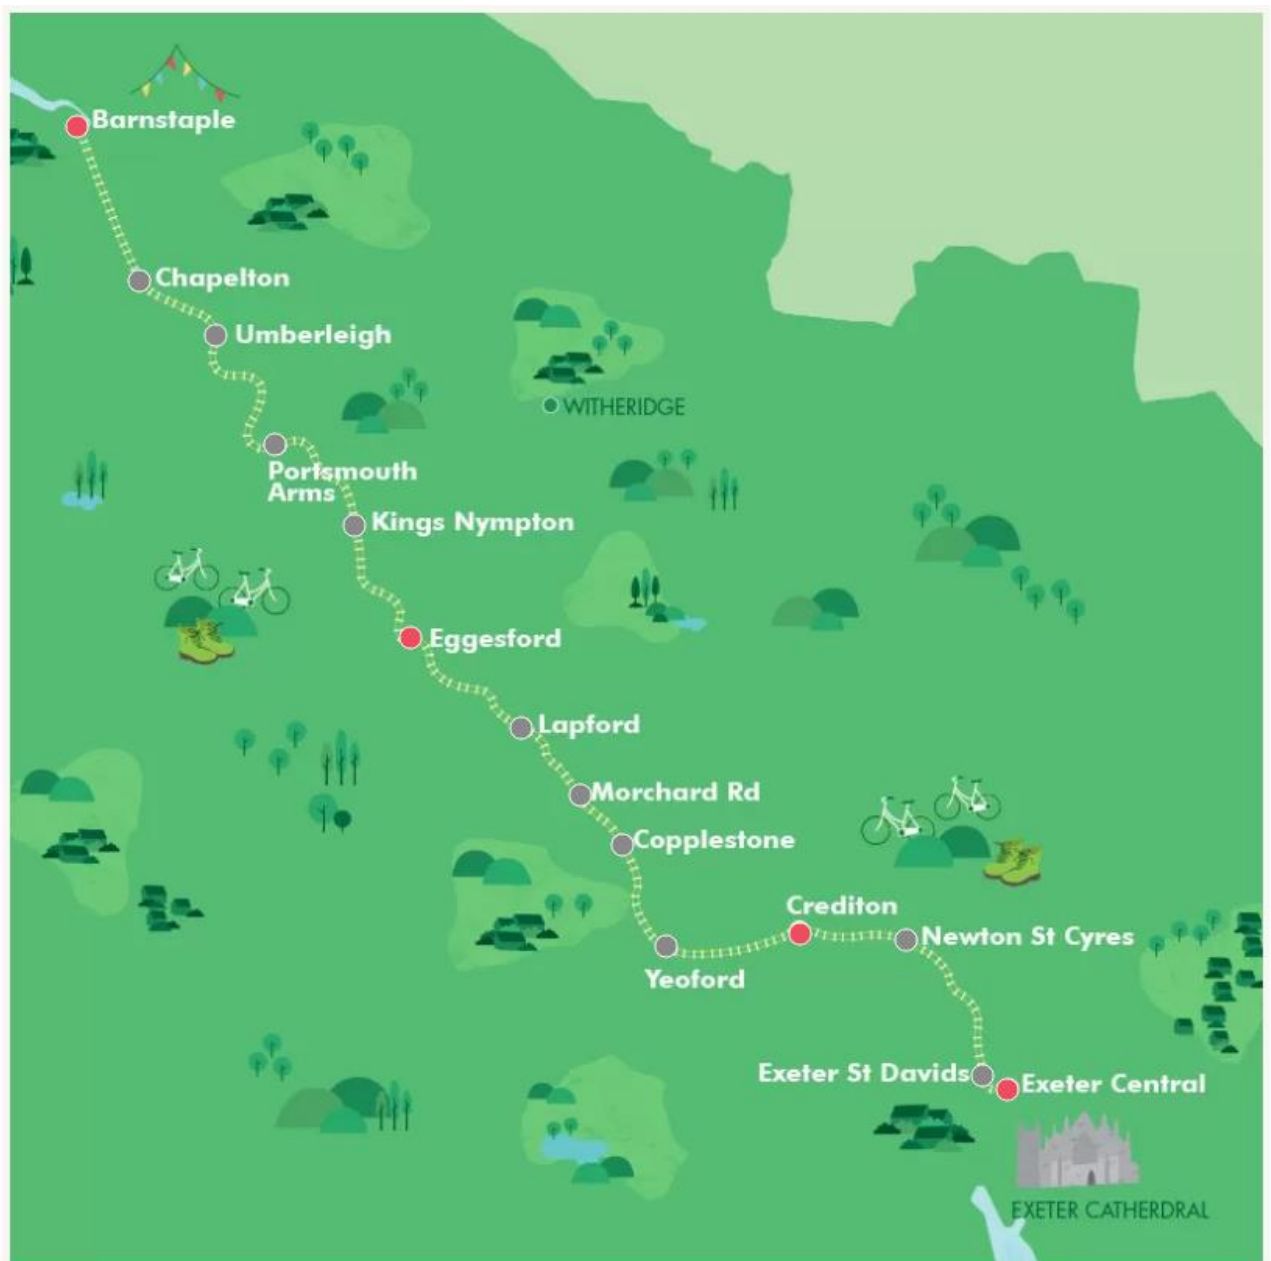 Barnstaple
Chapelton
Umberleigh
WITHERIDGE
Portsmouth
Arms
Kings Nympton
Eggesford
Lapford
Morchard Rd
Copplestone
Crediton
Newton St Cyres
Yeoford
Exeter St Davids
Exeter Central
EXETER CATHERDRAL